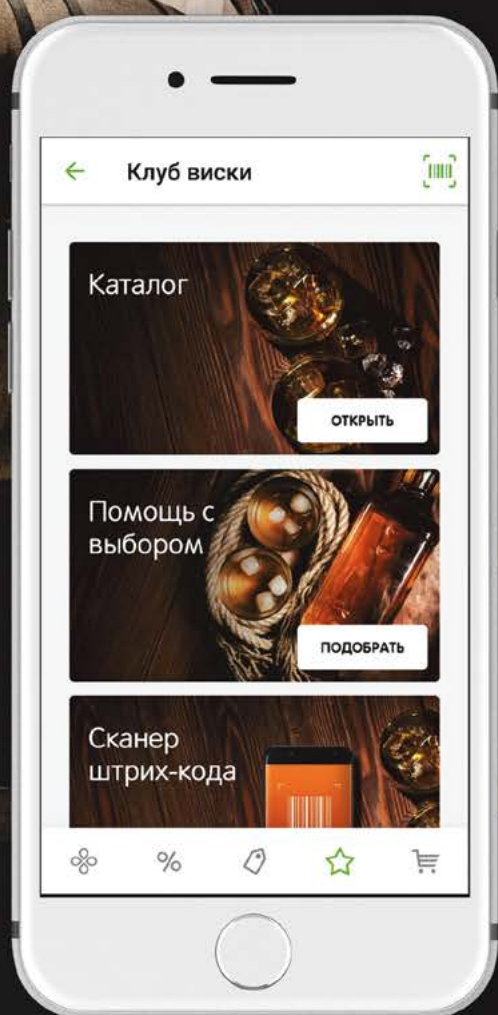 Клуб виски
Каталог
ОТКРЫТЬ
Помощь с
выбором
ПОДОБРАТЬ
Сканер
штрих-кода
%